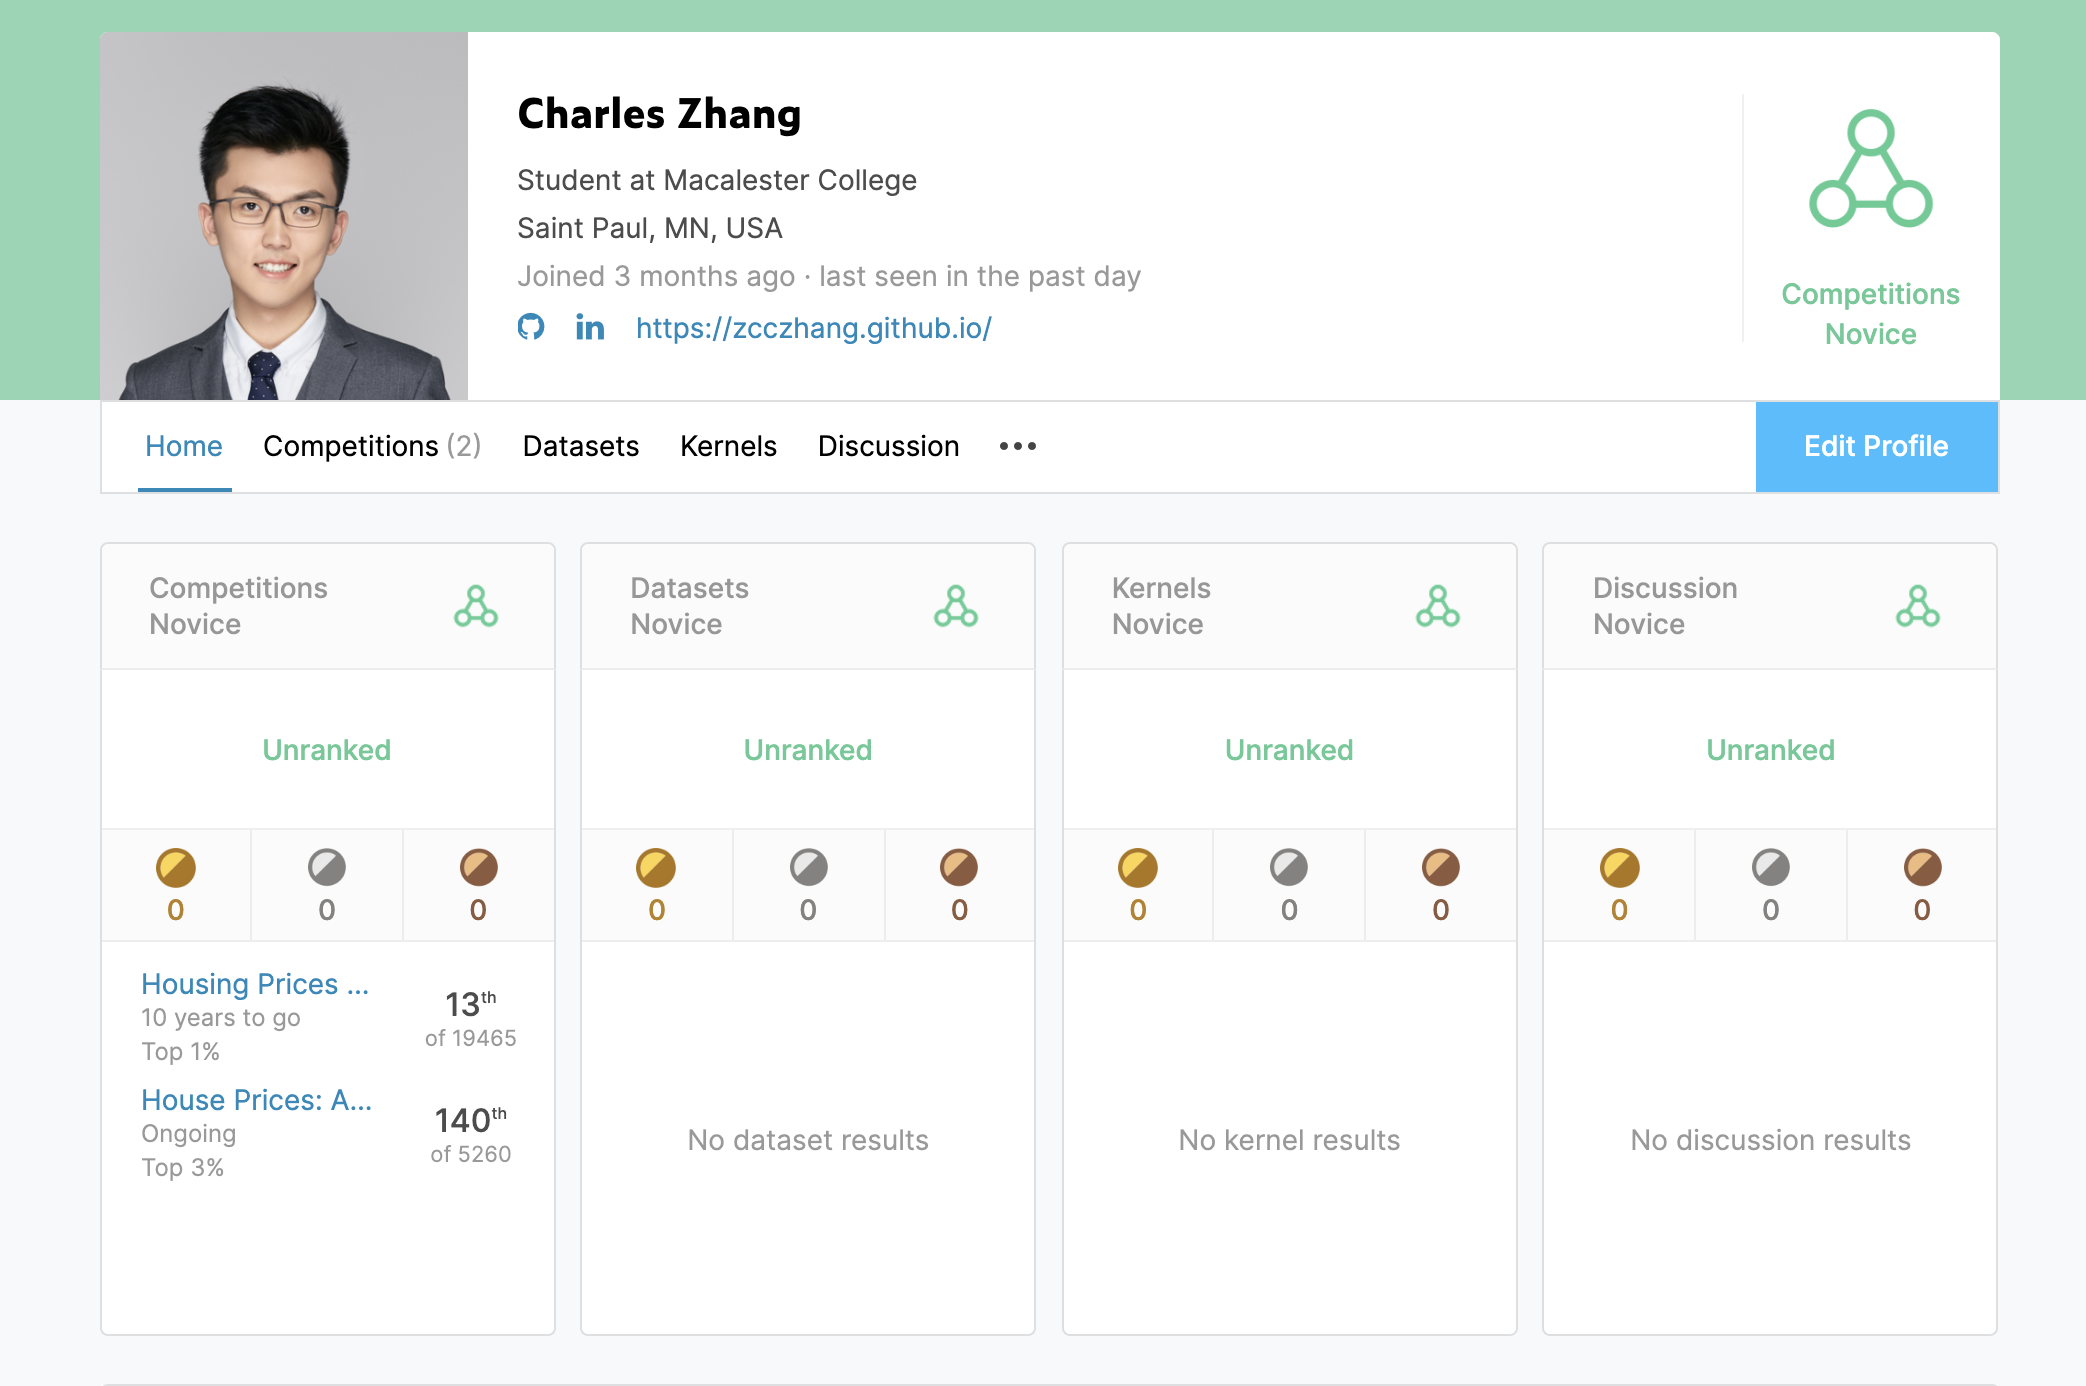 Charles Zhang
Student at Macalester College
Saint Paul, MN, USA
Joined 3 months ago · last seen in the past day
in https://zcczhang.github.io/
Competitions
Novice
Home Competitions (2) Datasets Kernels Discussion •••
Edit Profile
Competitions
Novice
Unranked
0 0 0
Housing Prices ...
10 years to go
Top 1%
13th
of 19465
House Prices: A...
Ongoing
Top 3%
140th
of 5260
Datasets
Novice
Unranked
0 0 0
No dataset results
Kernels
Novice
Unranked
0 0 0
No kernel results
Discussion
Novice
Unranked
0 0 0
No discussion results